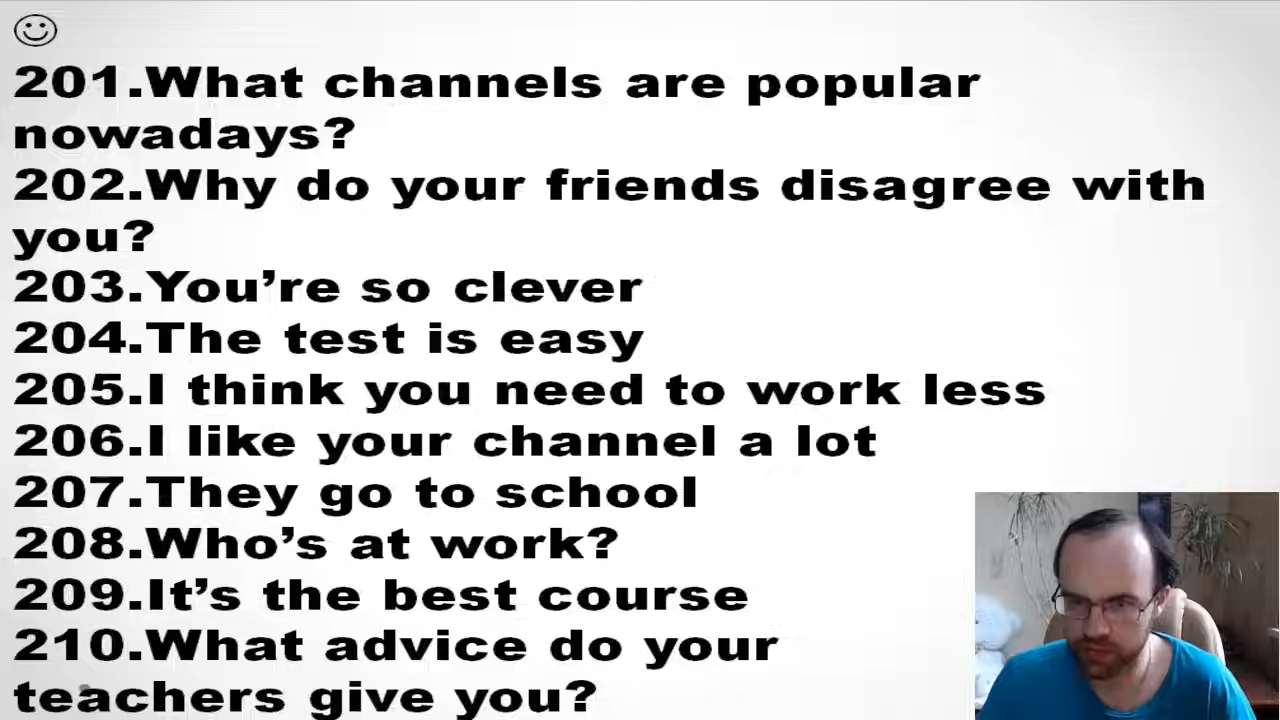 201.What channels are popular
nowadays?
202.Why do your friends disagree with
you?
203.You’re so clever
204.The test is easy
205.I think you need to work less
206.I like your channel a lot
207.They go to school
208.Who’s at work?
209.It’s the best course
210.What advice do your
teachers give you?